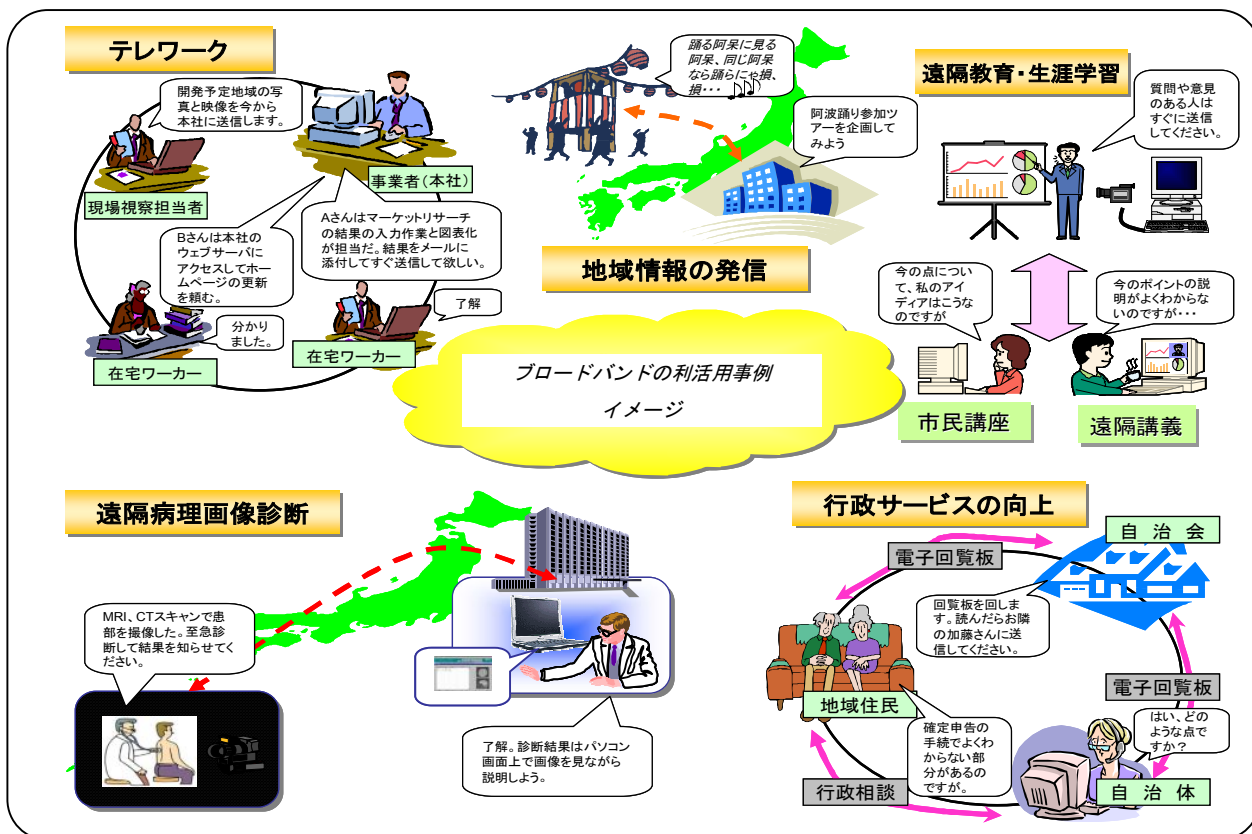 テレワーク
開発予定地域の写
真と映像を今から
本社に送信します。
事業者(本社)
現場視察担当者
Aさんはマーケットリサーチ
の結果の入力作業と図表化
が担当だ。結果をメールに
添付してすぐ送信して欲しい。
Bさんは本社の
ウェブサーバに
アクセスしてホー
ムページの更新
を頼む。
了解
分かり
ました。
在宅ワーカー
在宅ワーカー
踊る阿呆に見る
阿呆、同じ阿呆
なら踊らにゃ損、
損・・・
阿波踊り参加ツ
アーを企画して
みよう
地域情報の発信
遠隔教育・生涯学習
質問や意見
のある人は
すぐに送信
してください。
今の点につい
て、私のアイ
ディアはこうな
のですが
今のポイントの説
明がよくわからな
いのですが・・・
市民講座
遠隔講義
ブロードバンドの利活用事例
イメージ
遠隔病理画像診断
MRI、CTスキャンで患
部を撮像した。至急診
断して結果を知らせてく
ださい。
了解。診断結果はパソコン
画面上で画像を見ながら
説明しよう。
行政サービスの向上
自治会
電子回覧板
回覧板を回しま
す。読んだらお隣
の加藤さんに送
信してください。
電子回覧板
地域住民
確定申告の
手続でよくわ
からない部
分があるの
ですが。
はい、どの
ような点で
すか?
行政相談
自治体